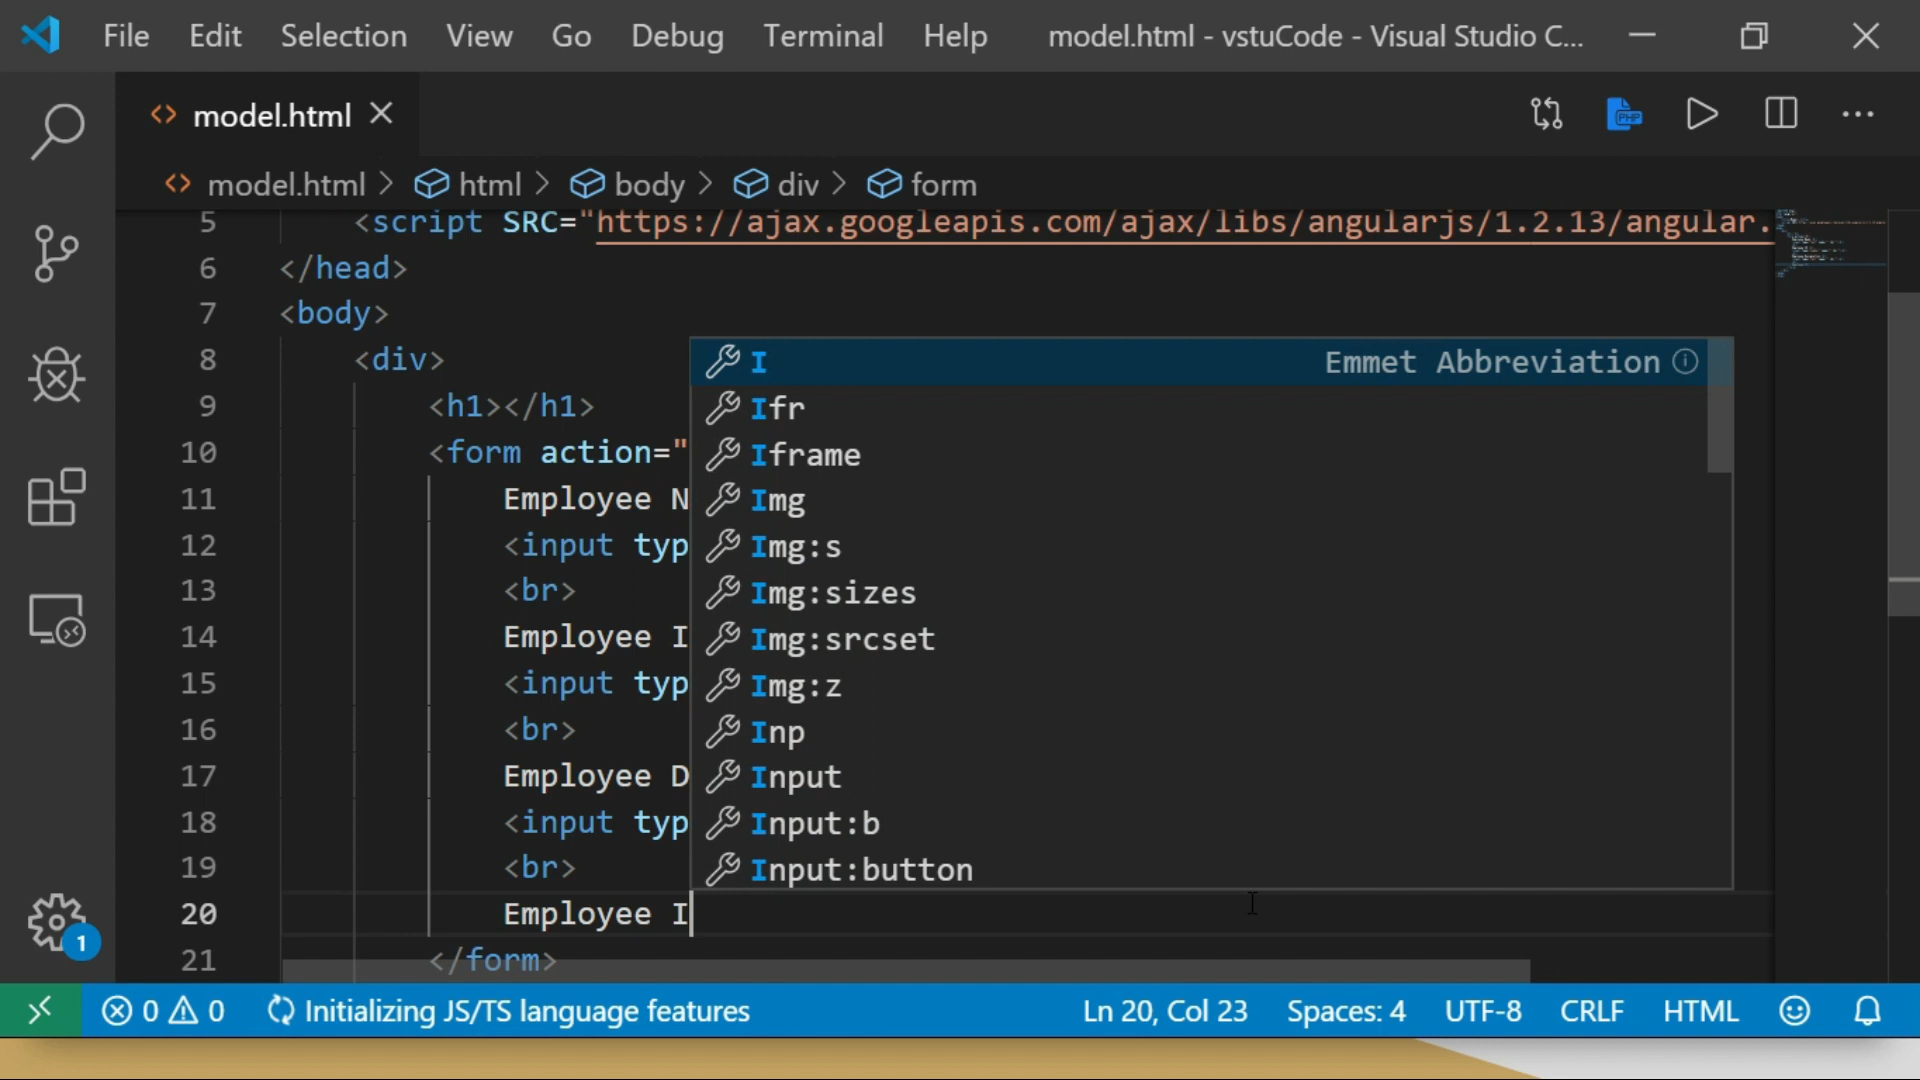 File Edit Selection View Go Debug Terminal Help model.html - vstuCode - Visual Studio C...
model.html
PHP
model.html > html > body > div > form
5 <script SRC="https://ajax.googleapis.com/ajax/libs/angularjs/1.2.13/angular.
6 </head>
7 <body>
8 <div>
9 <h1></h1>
10 <form action="
11 Employee N
12 <input typ
13 <br>
14 Employee I
15 <input typ
16 <br>
17 Employee D
18 <input typ
19 <br>
20 Employee I
21 </form>
I Emmet Abbreviation
Ifr
Iframe
Img
Img:s
Img:sizes
Img:srcset
Img:z
Inp
Input
Input:b
Input:button
1
0 0 Initializing JS/TS language features Ln 20, Col 23 Spaces: 4 UTF-8 CRLF HTML